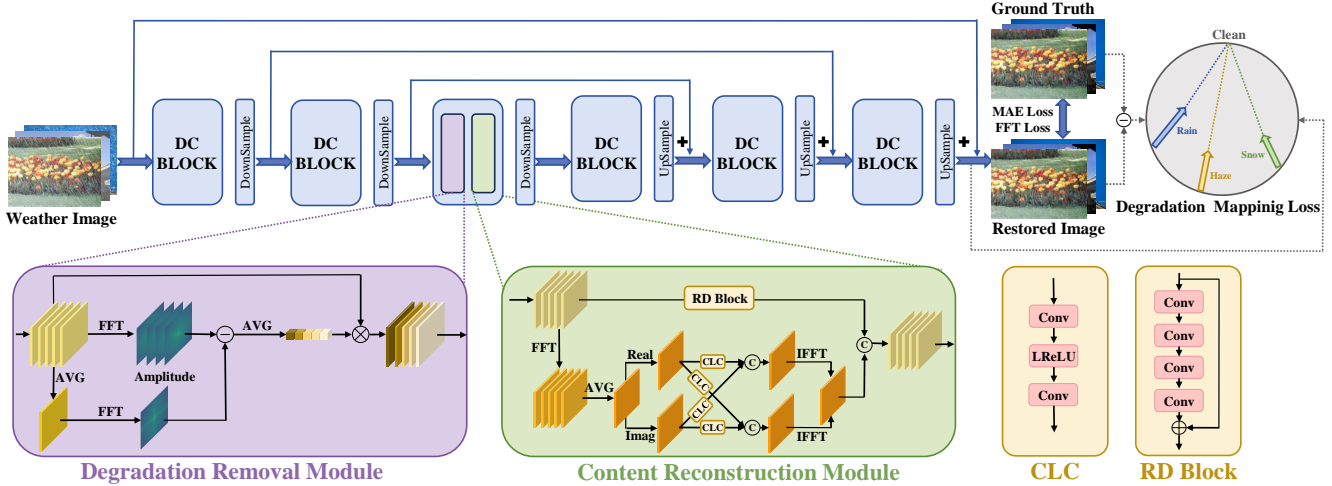 Ground Truth
Clean
DC
BLOCK
DownSample
DC
BLOCK
DownSample
DownSample
DC
BLOCK
UpSample
+
DC
BLOCK
UpSample
+
DC
BLOCK
UpSample
+
MAE Loss
FFT Loss
Rain
Snow
Haze
Weather Image
Restored Image
Degradation Mappinig Loss
FFT
AVG
AVG
Amplitude
FFT
Degradation Removal Module
RD Block
FFT
Real
CLC
C
IFFT
C
AVG
CLC
CLC
Imag
CLC
C
IFFT
Content Reconstruction Module
Conv
LReLU
Conv
CLC
Conv
Conv
Conv
Conv
RD Block